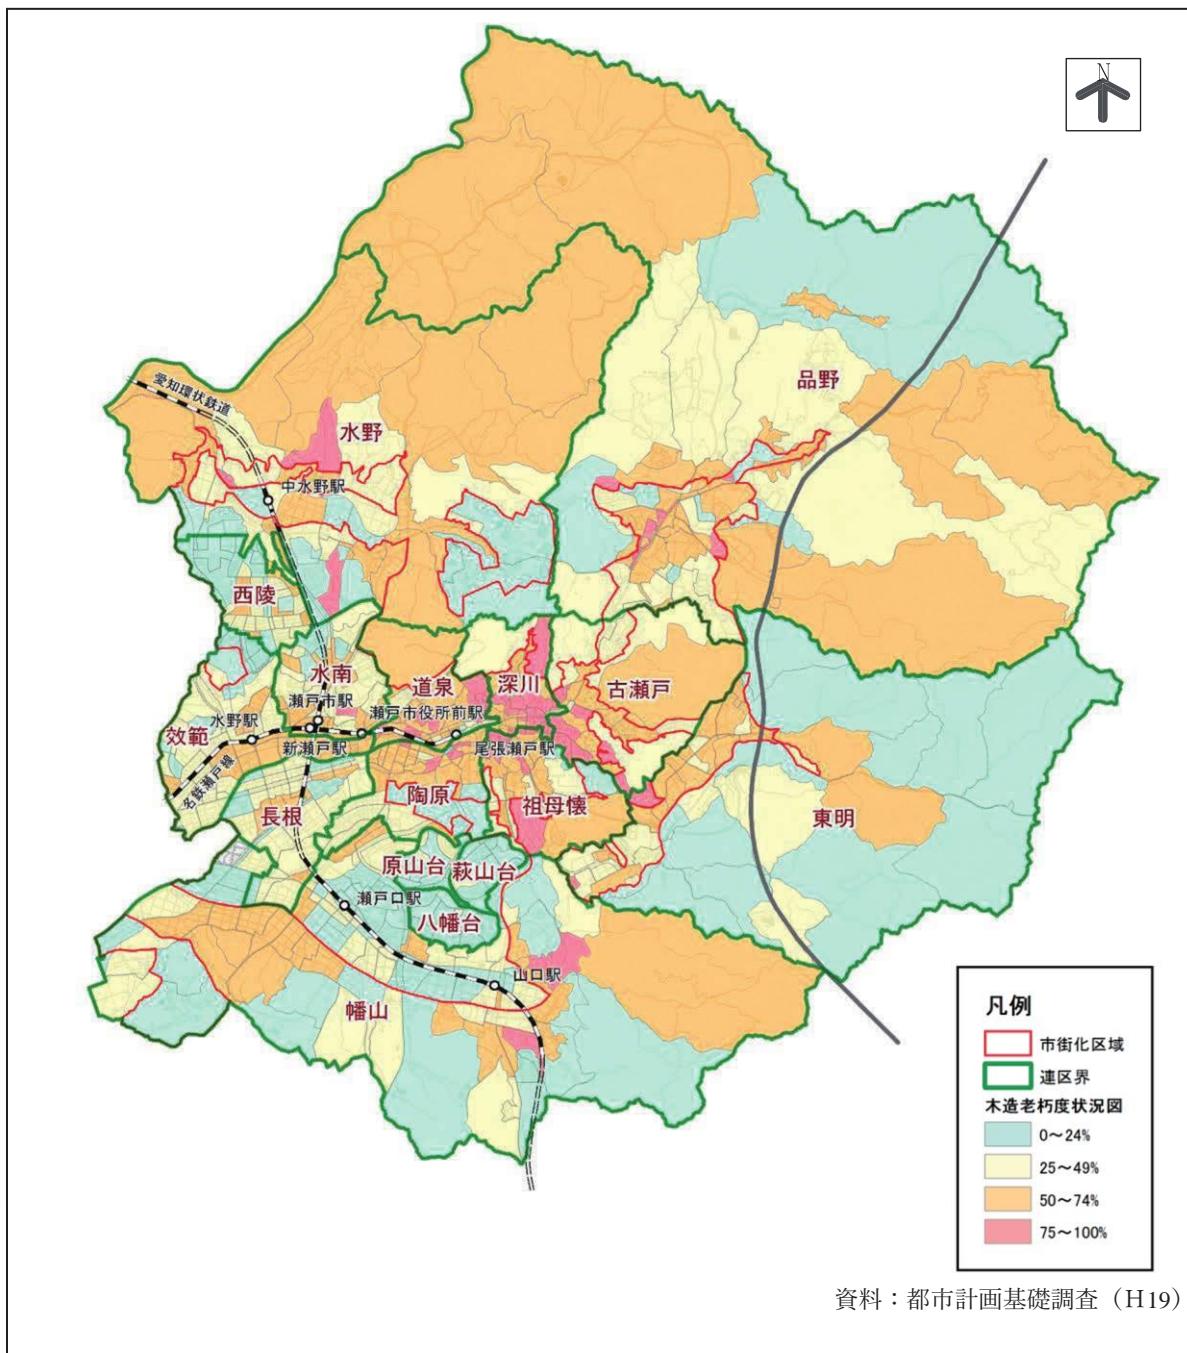 N
愛知環状鉄道
品野
水野
中水野駅
西陵
水南
道泉
深川
古瀬戸
瀬戸市駅
瀬戸市役所前駅
水野駅
効範
新瀬戸駅
尾張瀬戸駅
名鉄瀬戸線
陶原
祖母懐
長根
東明
原山台
萩山台
瀬戸口駅
八幡台
山口駅
幡山
凡例
市街化区域
連区界
木造老朽度状況図
0～24%
25～49%
50～74%
75～100%
資料：都市計画基礎調査（H19）